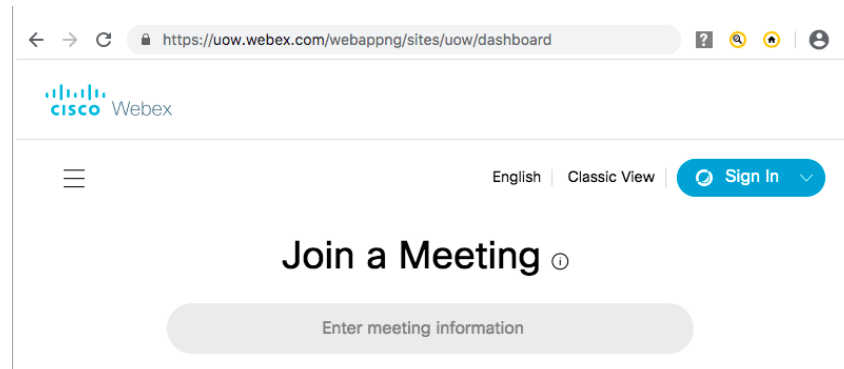 https://uow.webex.com/webappng/sites/uow/dashboard
?
CISCO Webex
English Classic View Sign In
Join a Meeting
Enter meeting information